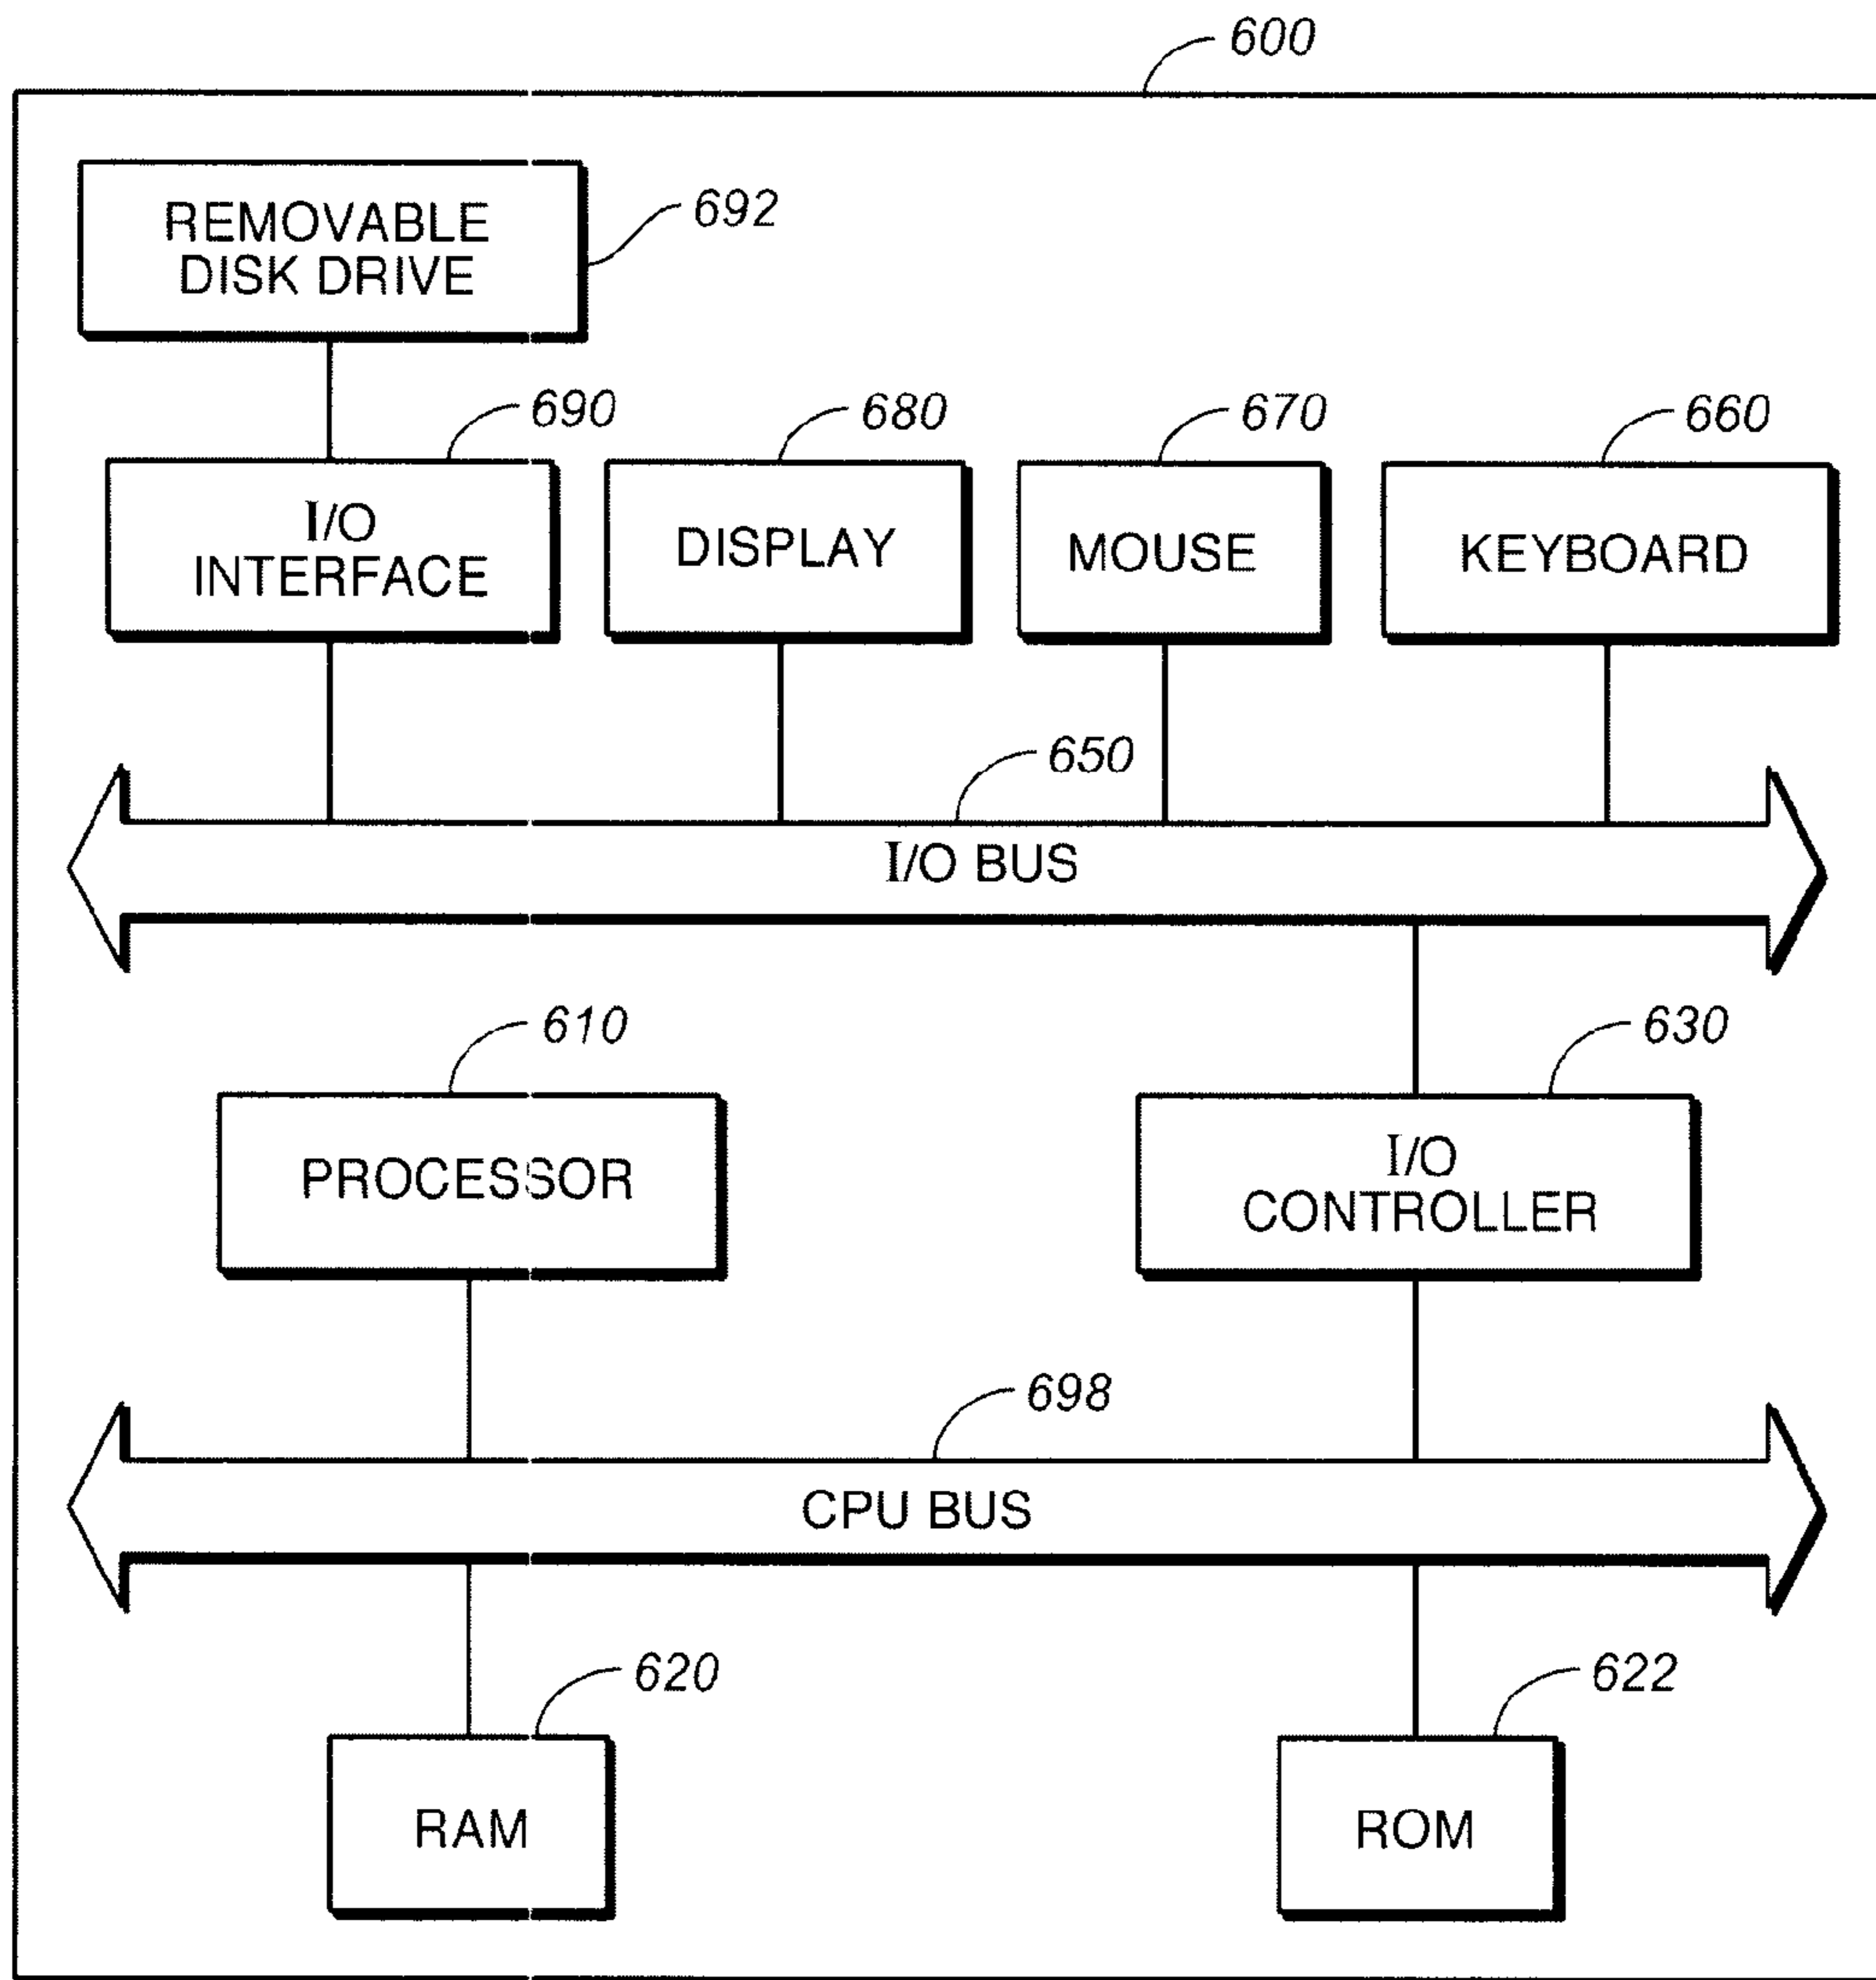 600
REMOVABLE
DISK DRIVE
692
690
680
670
660
I/O
INTERFACE
DISPLAY
MOUSE
KEYBOARD
650
I/O BUS
610
630
PROCESSOR
I/O
CONTROLLER
698
CPU BUS
620
622
RAM
ROM